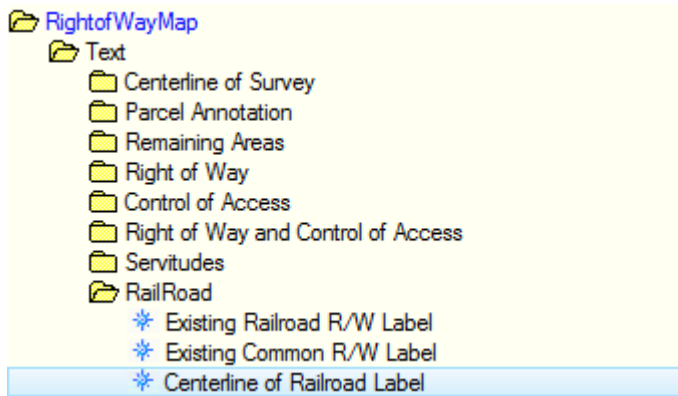 RightofWayMap
Text
Centerline of Survey
Parcel Annotation
Remaining Areas
Right of Way
Control of Access
Right of Way and Control of Access
Servitudes
RailRoad
Existing Railroad R/W Label
Existing Common R/W Label
Centerline of Railroad Label